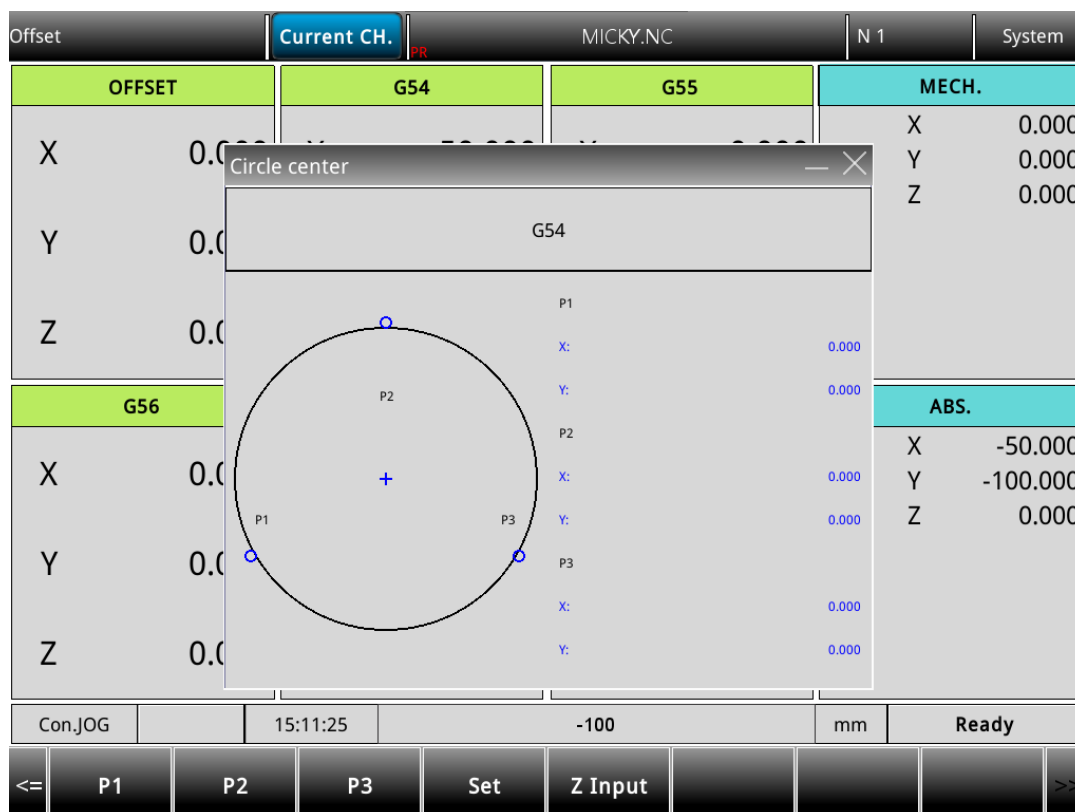 Offset Current CH. PR MICKY.NC N 1 System
OFFSET G54 G55 MECH.
X 0.000
Y 0.000
Z 0.000
X
Y
Z
Circle center
G54
P1
X: 0.000
Y: 0.000
P2
X: 0.000
Y: 0.000
P3
X: 0.000
Y: 0.000
P2
P1 P3
G56 ABS.
X -50.000
Y -100.000
Z 0.000
X
Y
Z
Con.JOG 15:11:25 -100 mm Ready
<= P1 P2 P3 Set Z Input >>